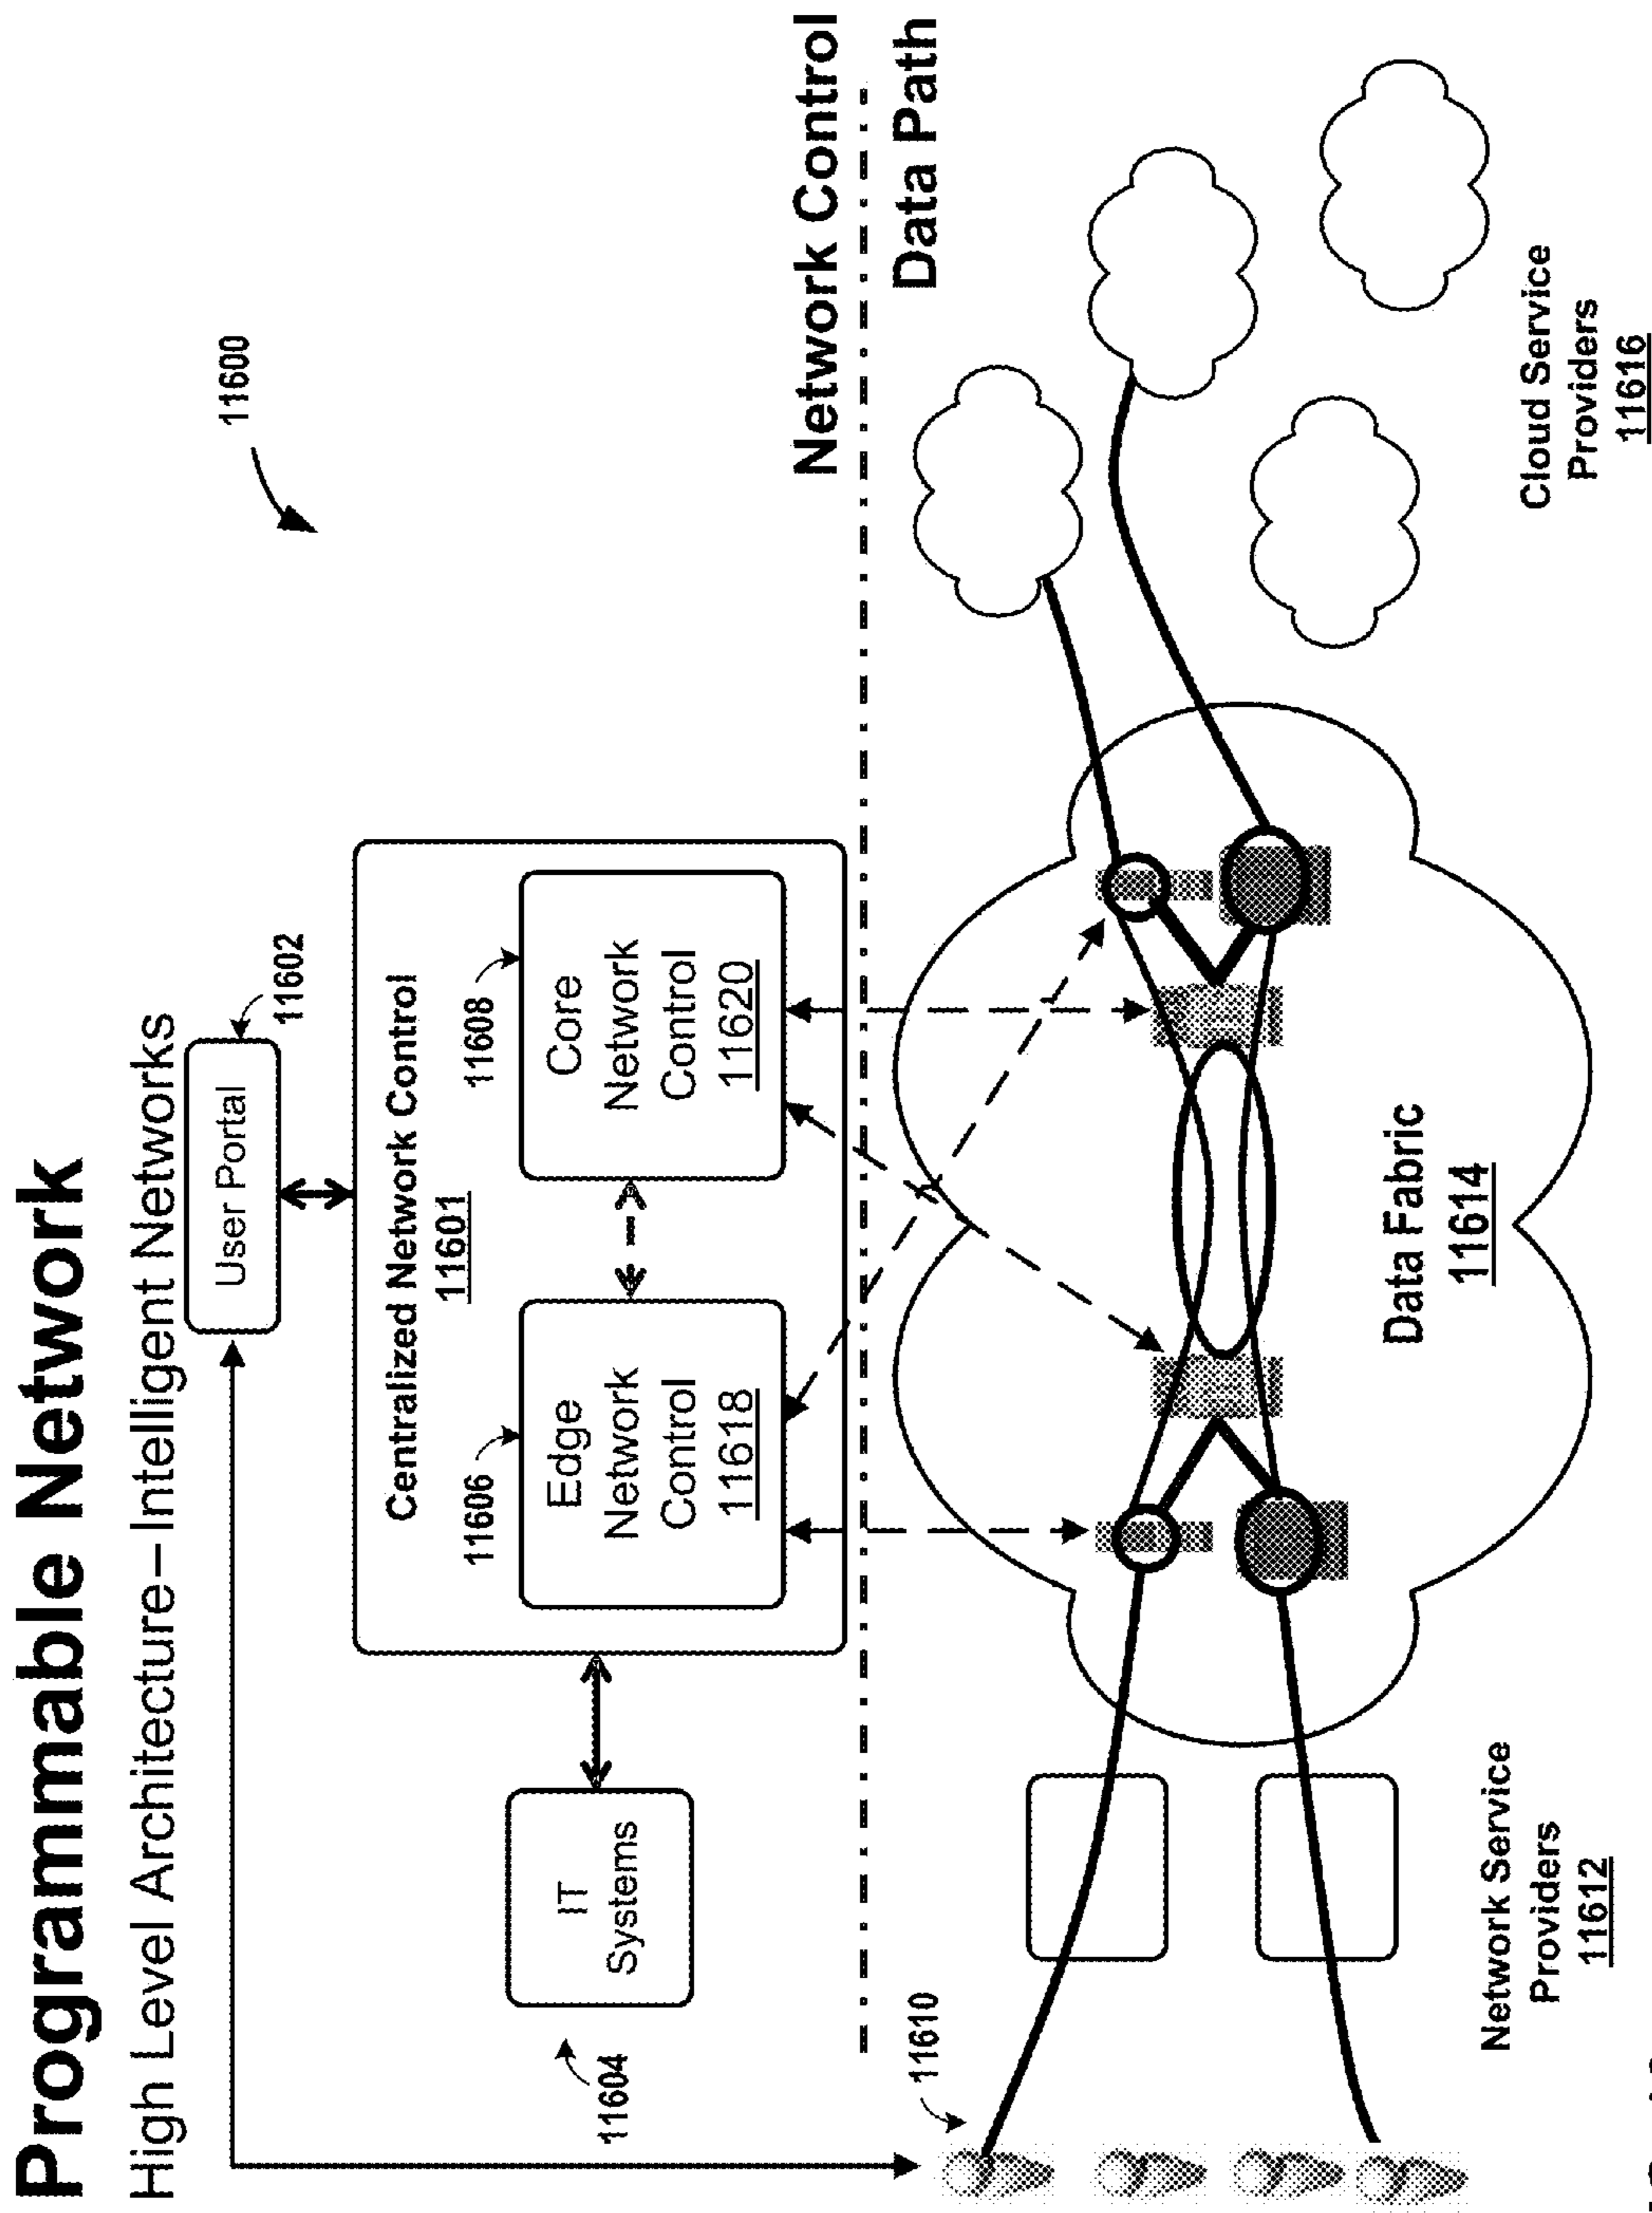 Programmable Network
High Level Architecture–Intelligent Networks
11600
User Portal
11602
Centralized Network Control
11601
11606
Edge
Network
Control
11618
11608
Core
Network
Control
11620
IT
Systems
11604
Network Control
Data Path
11610
Data Fabric
11614
Network Service
Providers
11612
Cloud Service
Providers
11616